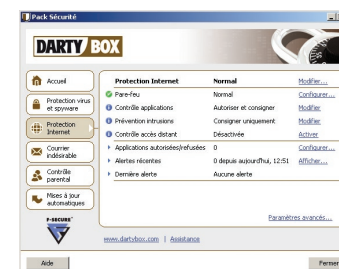 Pack Sécurité
DARTY BOX
Accueil
Protection virus
et spyware
Protection
Internet
Courrier
indésirable
Contrôle
parental
Mises à jour
automatiques
F-SECURE
Protection Internet Normal Modifier...
Pare-feu Normal Configurer...
Contrôle applications Autoriser et consigner Modifier
Prévention intrusions Consigner uniquement Modifier
Contrôle accès distant Désactivée Activer
Applications autorisées/refusées 0 Configurer...
Alertes récentes 0 depuis aujourd'hui, 12:51 Afficher...
Dernière alerte Aucune alerte
Paramètres avancés...
www.dartybox.com | Assistance
Aide Fermer